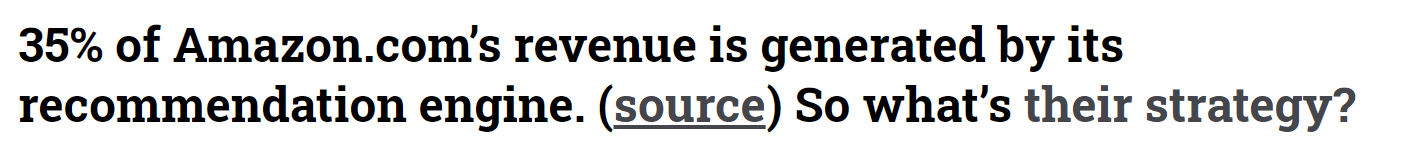 35% of Amazon.com’s revenue is generated by its
recommendation engine. (source) So what’s their strategy?